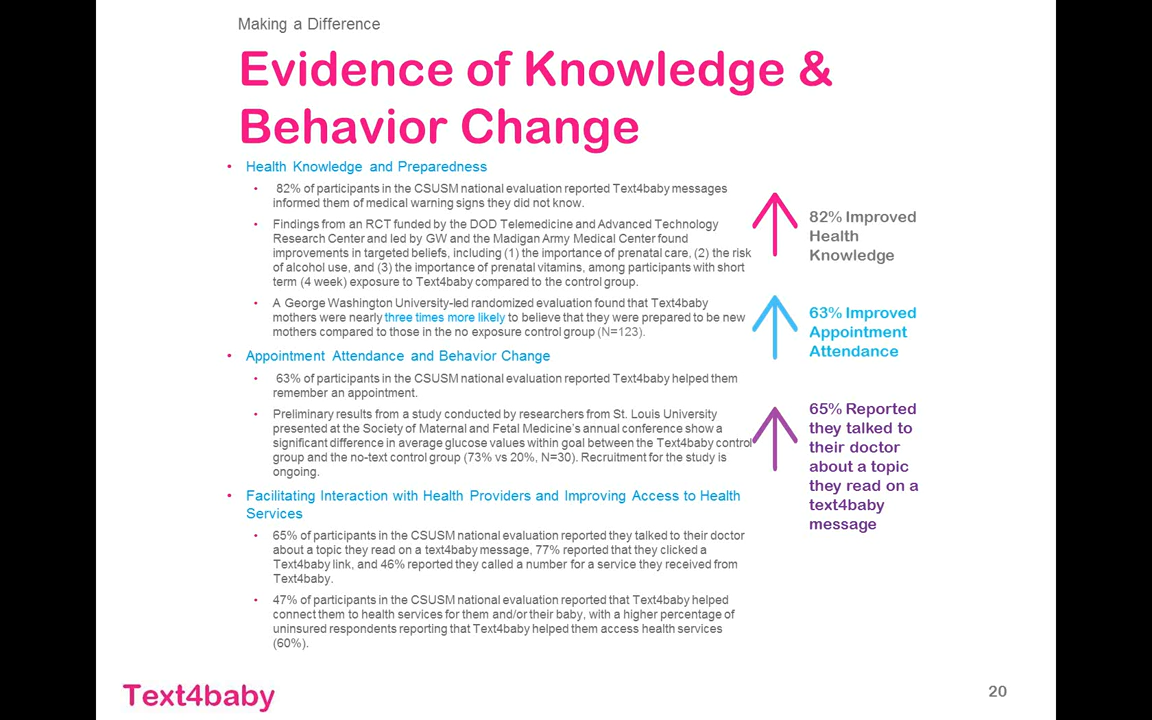 Making a Difference
Evidence of Knowledge &
Behavior Change
• Health Knowledge and Preparedness
• 82% of participants in the CSUSM national evaluation reported Text4baby messages
informed them of medical warning signs they did not know.
• Findings from an RCT funded by the DOD Telemedicine and Advanced Technology
Research Center and led by GW and the Madigan Army Medical Center found
improvements in targeted beliefs, including (1) the importance of prenatal care, (2) the risk
of alcohol use, and (3) the importance of prenatal vitamins, among participants with short
term (4 week) exposure to Text4baby compared to the control group.
• A George Washington University-led randomized evaluation found that Text4baby
mothers were nearly three times more likely to believe that they were prepared to be new
mothers compared to those in the no exposure control group (N=123).
• Appointment Attendance and Behavior Change
• 63% of participants in the CSUSM national evaluation reported Text4baby helped them
remember an appointment.
• Preliminary results from a study conducted by researchers from St. Louis University
presented at the Society of Maternal and Fetal Medicine's annual conference show a
significant difference in average glucose values within goal between the Text4baby control
group and the no-text control group (73% vs 20%, N=30). Recruitment for the study is
ongoing.
• Facilitating Interaction with Health Providers and Improving Access to Health
Services
• 65% of participants in the CSUSM national evaluation reported they talked to their doctor
about a topic they read on a text4baby message, 77% reported that they clicked a
Text4baby link, and 46% reported they called a number for a service they received from
Text4baby.
• 47% of participants in the CSUSM national evaluation reported that Text4baby helped
connect them to health services for them and/or their baby, with a higher percentage of
uninsured respondents reporting that Text4baby helped them access health services
(60%).
82% Improved
Health
Knowledge
63% Improved
Appointment
Attendance
65% Reported
they talked to
their doctor
about a topic
they read on a
text4baby
message
Text4baby
20